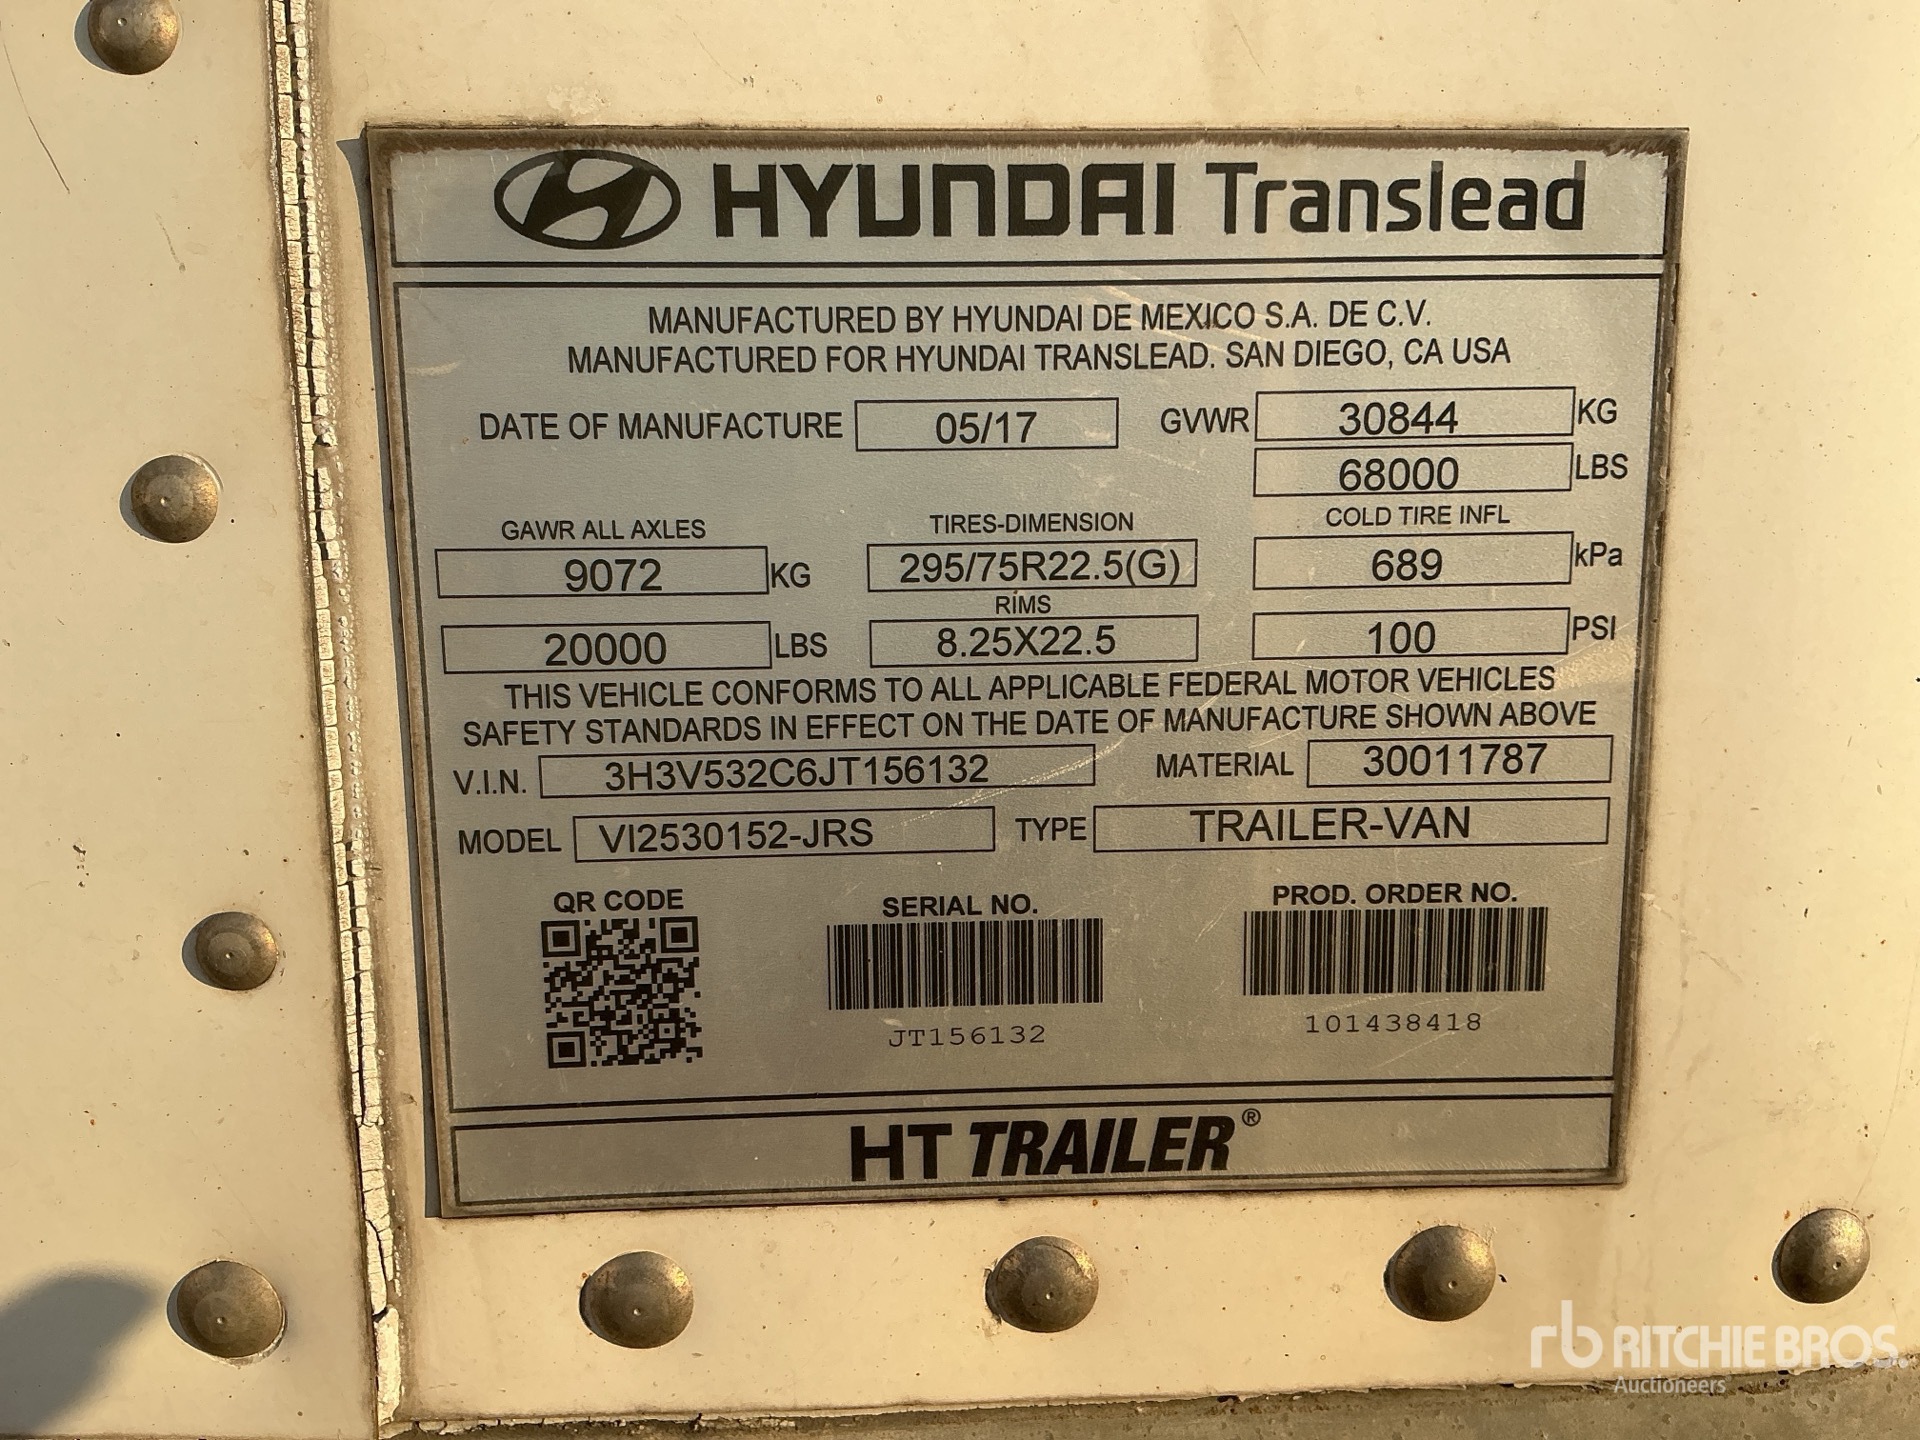 HYUNDAI Translead
MANUFACTURED BY HYUNDAI DE MEXICO S.A. DE C.V.
MANUFACTURED FOR HYUNDAI TRANSLEAD. SAN DIEGO, CA USA
DATE OF MANUFACTURE 05/17 GVWR 30844 KG
68000 LBS
GAWR ALL AXLES TIRES-DIMENSION COLD TIRE INFL
9072 KG 295/75R22.5(G) 689 kPa
RIMS
20000 LBS 8.25X22.5 100 PSI
THIS VEHICLE CONFORMS TO ALL APPLICABLE FEDERAL MOTOR VEHICLES
SAFETY STANDARDS IN EFFECT ON THE DATE OF MANUFACTURE SHOWN ABOVE
V.I.N. 3H3V532C6JT156132 MATERIAL 30011787
MODEL VI2530152-JRS TYPE TRAILER-VAN
QR CODE SERIAL NO. PROD. ORDER NO.
JT156132 101438418
HT TRAILER®
rb RITCHIE BROS.
Auctioneers